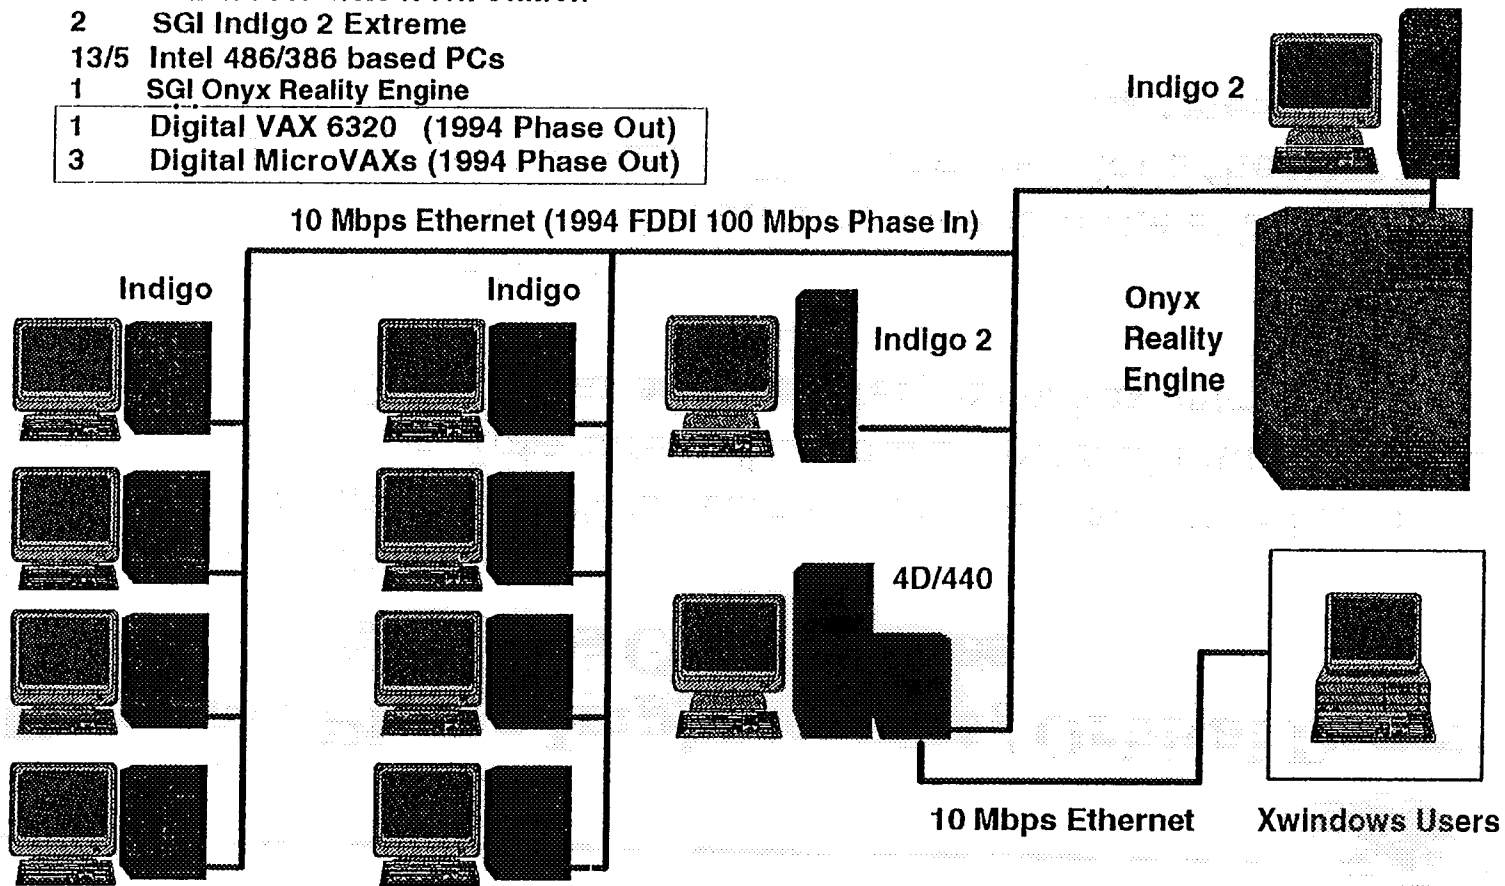 2 SGI Indigo 2 Extreme
13/5 Intel 486/386 based PCs
1 SGI Onyx Reality Engine
1 Digital VAX 6320 (1994 Phase Out)
3 Digital MicroVAXs (1994 Phase Out)
Indigo 2
10 Mbps Ethernet (1994 FDDI 100 Mbps Phase In)
Indigo
Indigo
Indigo 2
Onyx
Reality
Engine
4D/440
10 Mbps Ethernet
Xwindows Users